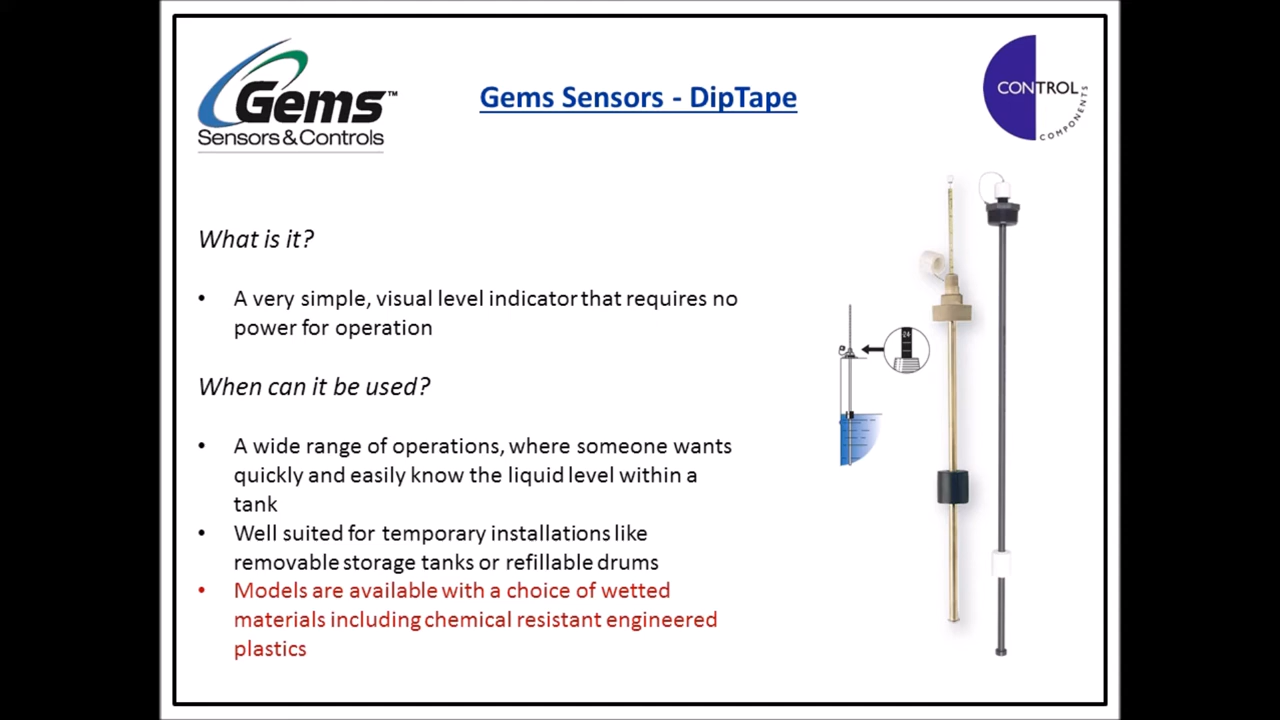 Gems™
Sensors & Controls
Gems Sensors - DipTape
CONTROL
COMPONENTS
What is it?
• A very simple, visual level indicator that requires no
power for operation
When can it be used?
• A wide range of operations, where someone wants
quickly and easily know the liquid level within a
tank
• Well suited for temporary installations like
removable storage tanks or refillable drums
• Models are available with a choice of wetted
materials including chemical resistant engineered
plastics
24